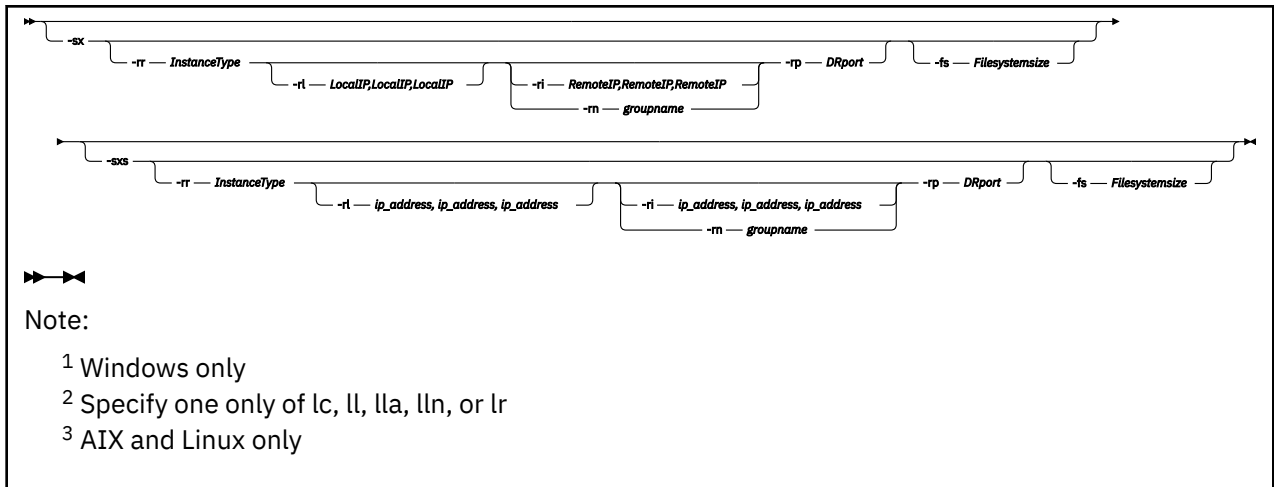 -sx
-rr InstanceType -rp DRport -fs Filesystemsize
-rl LocalIP,LocalIP,LocalIP -ri RemoteIP,RemoteIP,RemoteIP
-rn groupname
-sxs
-rr InstanceType -rp DRport -fs Filesystemsize
-rl ip_address, ip_address, ip_address -ri ip_address, ip_address, ip_address
-rn groupname
Note:
1 Windows only
2 Specify one only of lc, ll, lla, lln, or lr
3 AIX and Linux only